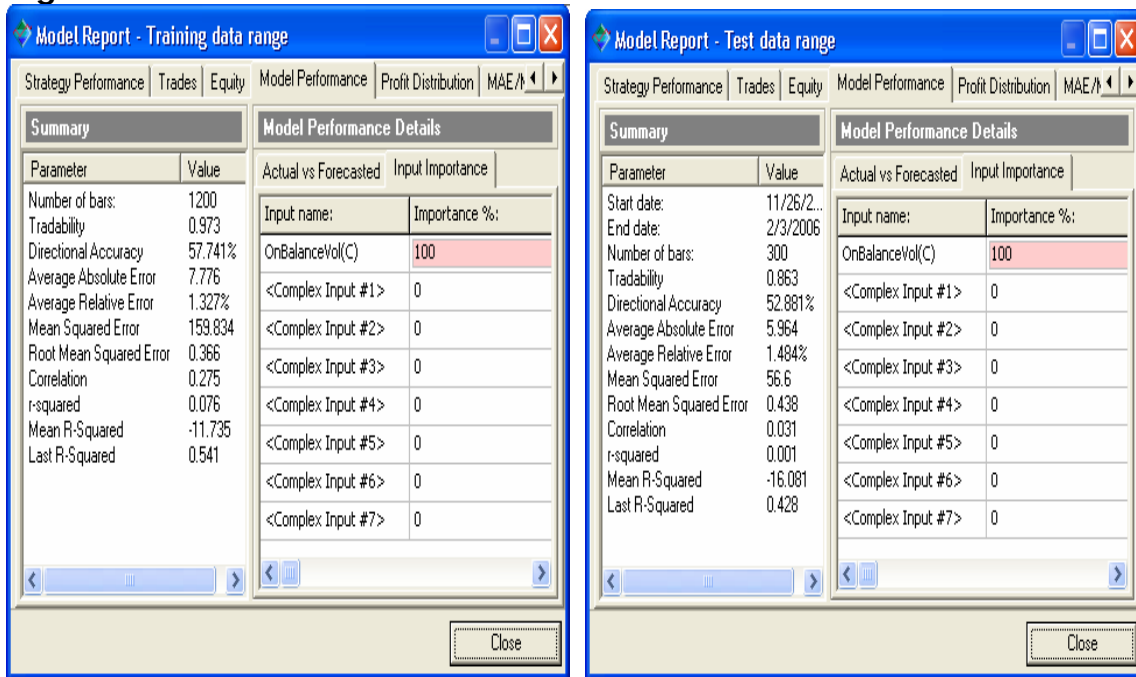 Model Report - Training data range
Strategy Performance Trades Equity Model Performance Profit Distribution
Summary
Parameter Value
Number of bars: 1200
Tradability 0.973
Directional Accuracy 57.741%
Average Absolute Error 7.776
Average Relative Error 1.327%
Mean Squared Error 159.834
Root Mean Squared Error 0.366
Correlation 0.275
r-squared 0.076
Mean R-Squared -11.735
Last R-Squared 0.541
Model Performance Details
Actual vs Forecasted Input Importance
Input name: Importance %:
OnBalanceVol(C) 100
<Complex Input #1> 0
<Complex Input #2> 0
<Complex Input #3> 0
<Complex Input #4> 0
<Complex Input #5> 0
<Complex Input #6> 0
<Complex Input #7> 0
Close
Model Report - Test data range
Strategy Performance Trades Equity Model Performance Profit Distribution
Summary
Parameter Value
Start date: 11/26/2...
End date: 2/3/2006
Number of bars: 300
Tradability 0.863
Directional Accuracy 52.881%
Average Absolute Error 5.964
Average Relative Error 1.484%
Mean Squared Error 56.6
Root Mean Squared Error 0.438
Correlation 0.031
r-squared 0.001
Mean R-Squared -16.081
Last R-Squared 0.428
Model Performance Details
Actual vs Forecasted Input Importance
Input name: Importance %:
OnBalanceVol(C) 100
<Complex Input #1> 0
<Complex Input #2> 0
<Complex Input #3> 0
<Complex Input #4> 0
<Complex Input #5> 0
<Complex Input #6> 0
<Complex Input #7> 0
Close